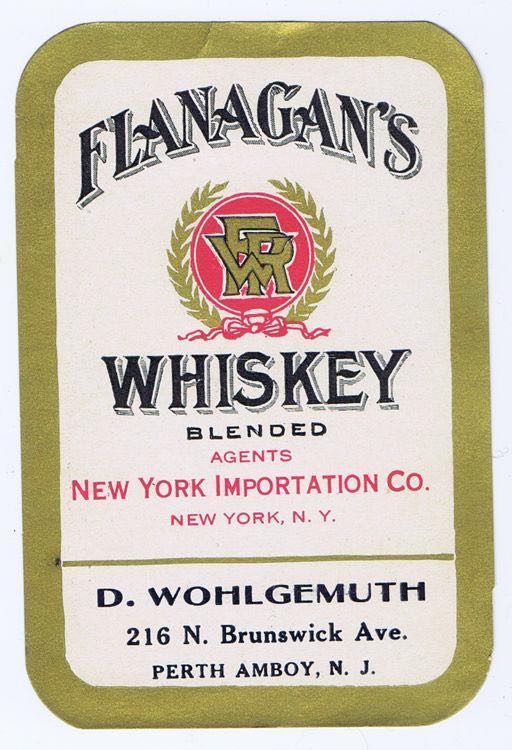 FLANAGAN'S
WHISKEY
BLENDED
AGENTS
NEW YORK IMPORTATION CO.
NEW YORK, N. Y.
D. WOHLGEMUTH
216 N. Brunswick Ave.
PERTH AMBOY, N. J.